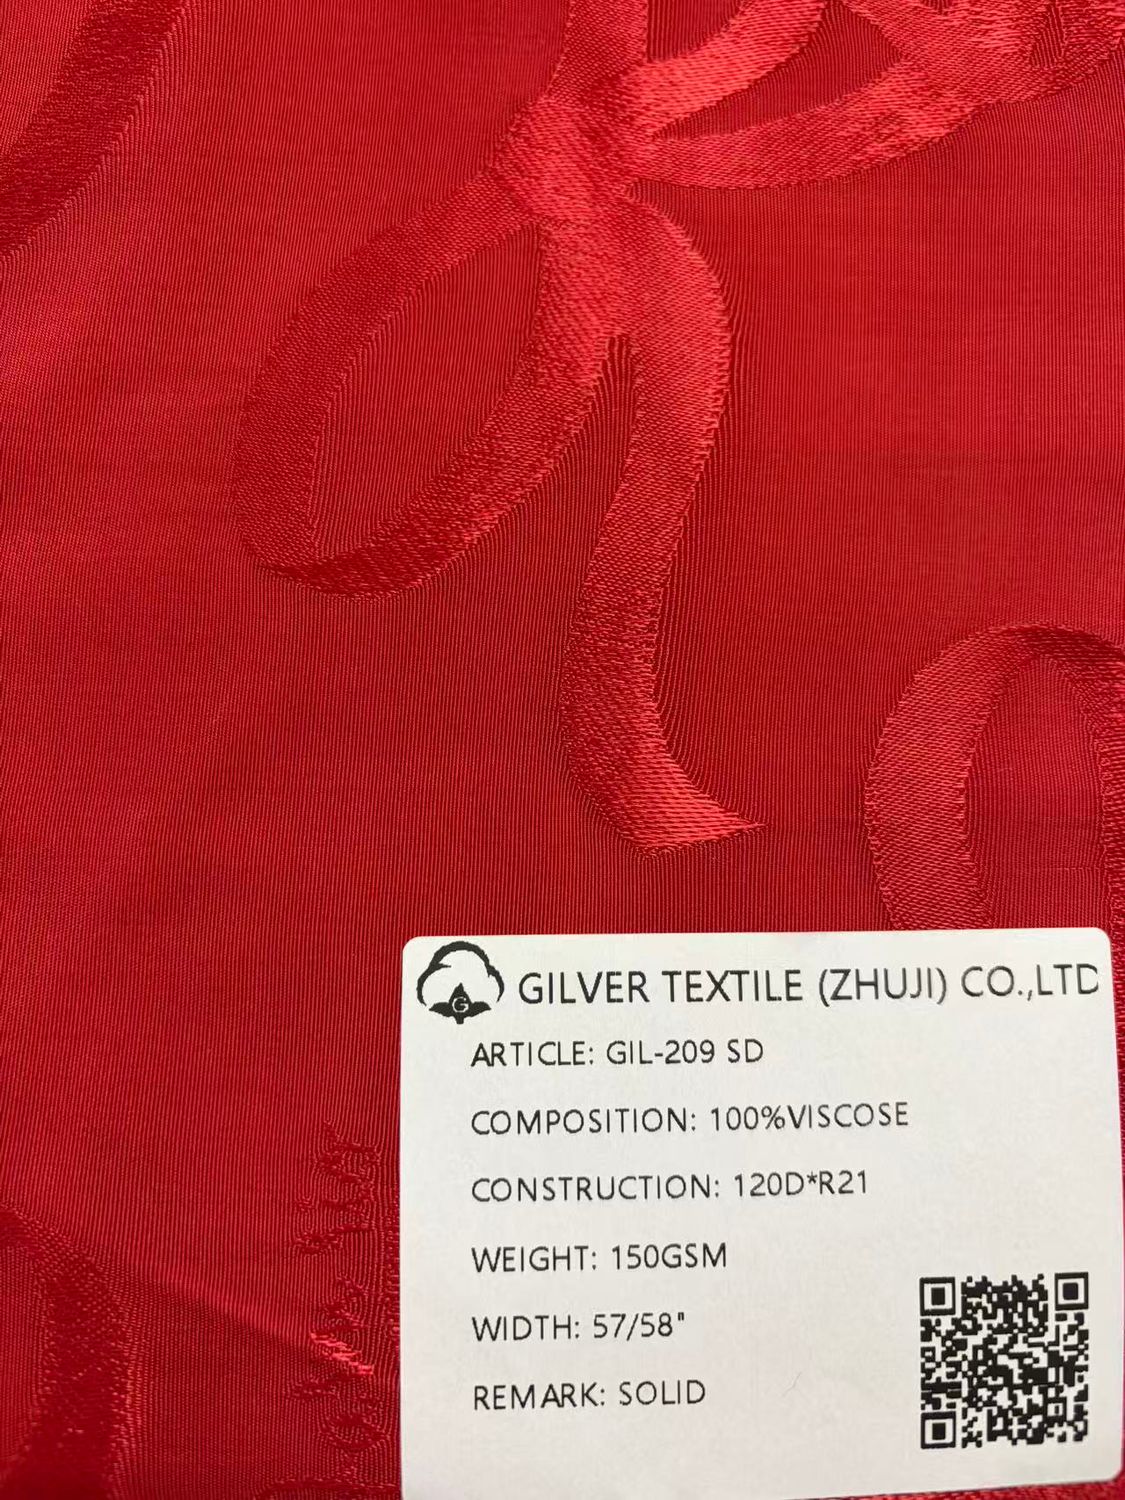 GILVER TEXTILE (ZHUJI) CO.,LTD
G
ARTICLE: GIL-209 SD
COMPOSITION: 100%VISCOSE
CONSTRUCTION: 120D*R21
WEIGHT: 150GSM
WIDTH: 57/58"
REMARK: SOLID